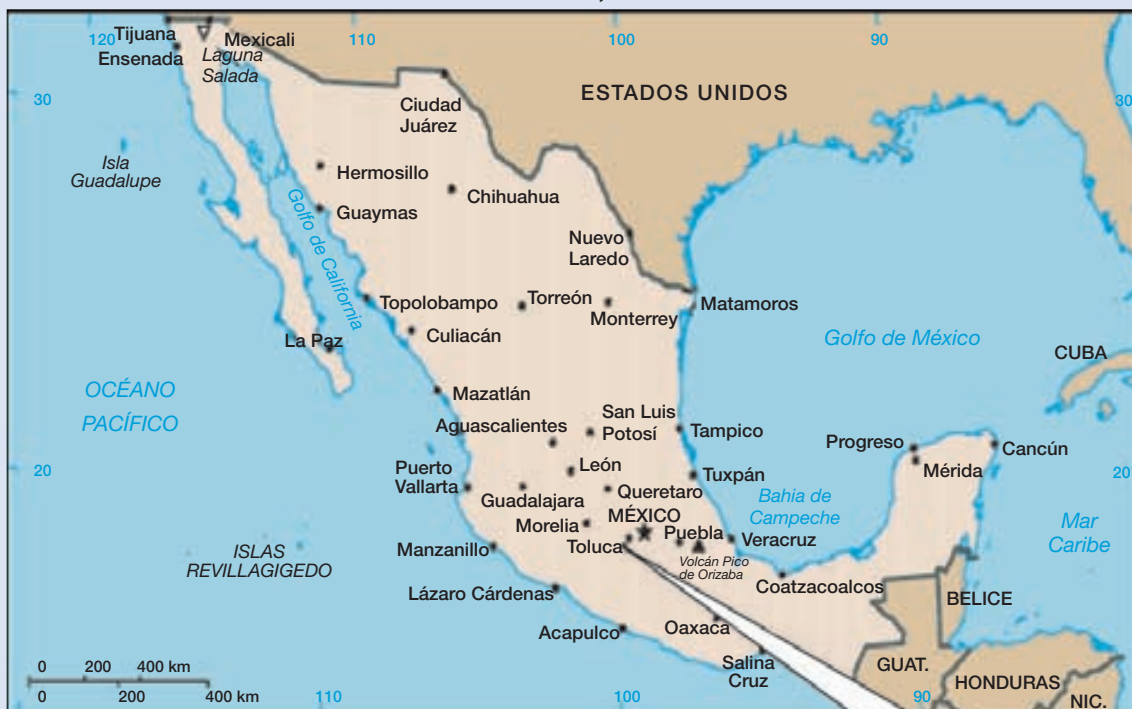 120
110
100
90
Tijuana
Mexicali
Ensenada
Laguna
Salada
30
30
Ciudad
Juárez
ESTADOS UNIDOS
Isla
Guadalupe
Hermosillo
Chihuahua
Guaymas
Golfo de California
Nuevo
Laredo
Topolobampo
Torreón
Monterrey
Matamoros
La Paz
Culiacán
Golfo de México
CUBA
OCÉANO
PACÍFICO
Mazatlán
Aguascalientes
San Luis
Potosí
Tampico
Progreso
Cancún
Mérida
20
20
Puerto
Vallarta
León
Guadalajara
Queretaro
Tuxpán
Bahia de
Campeche
Mar
Caribe
Morelia
MÉXICO
Toluca
Puebla
Veracruz
Volcán Pico
de Orizaba
ISLAS
REVILLAGIGEDO
Manzanillo
Coatzacoalcos
BELICE
Lázaro Cárdenas
Acapulco
Oaxaca
Salina
Cruz
GUAT.
HONDURAS
NIC.
0 200 400 km
0 200 400 km
110
100
90